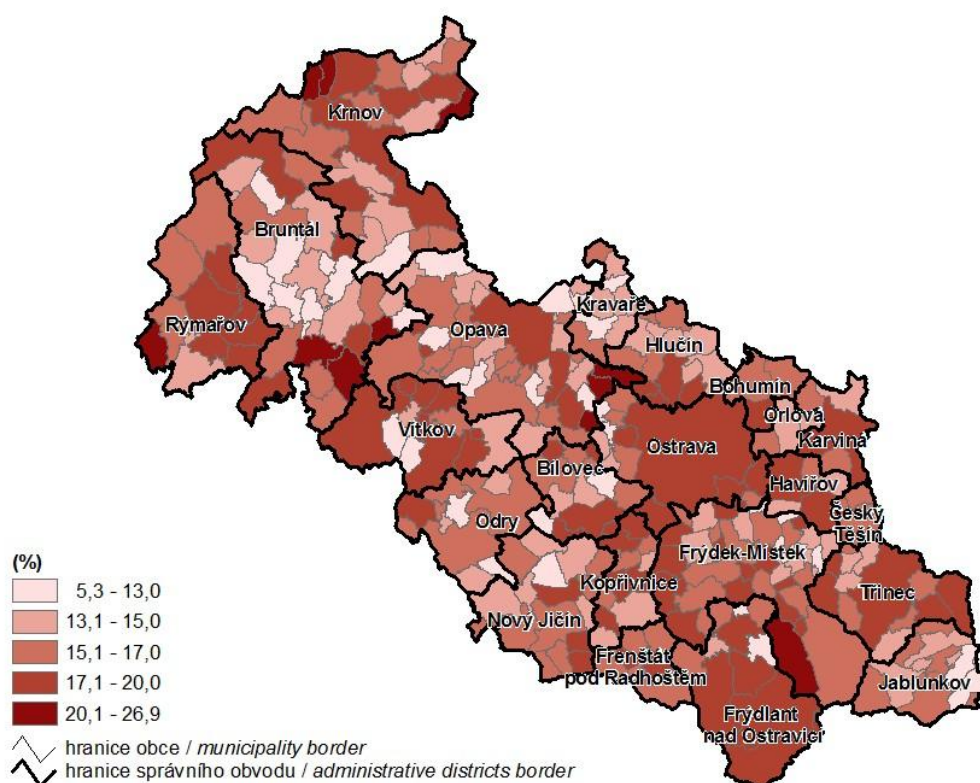 Krnov
Bruntál
Rýmařov
Opava
Kravaře
Hlučín
Bohumín
Orlová
Karviná
Vítkov
Ostrava
Bílovec
Havířov
Český
Těšín
Odry
Frýdek-Místek
Kopřivnice
Třinec
Nový Jičín
Frenštát
pod Radhoštěm
Jablunkov
Frýdlant
nad Ostravicí
(%)
5,3 - 13,0
13,1 - 15,0
15,1 - 17,0
17,1 - 20,0
20,1 - 26,9
hranice obce / municipality border
hranice správního obvodu / administrative districts border